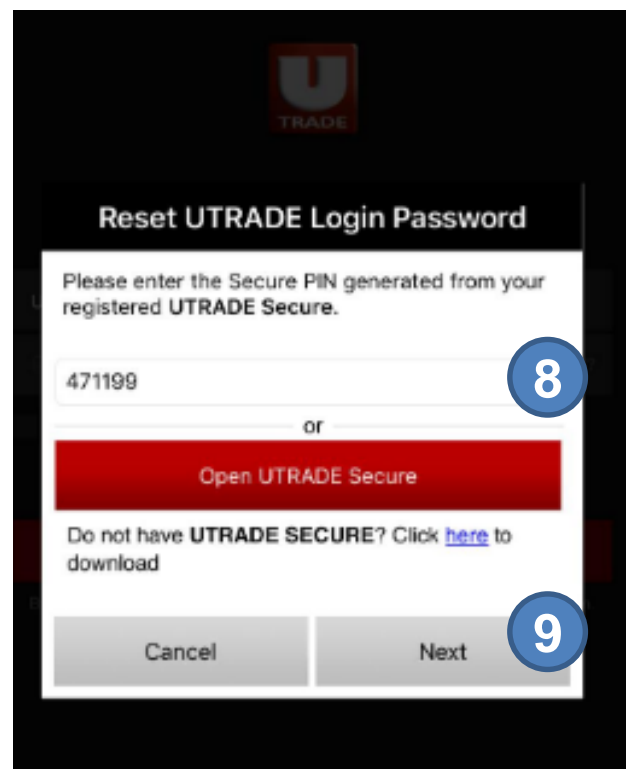 U
TRADE
Reset UTRADE Login Password
Please enter the Secure PIN generated from your
registered UTRADE Secure.
471199
8
or
Open UTRADE Secure
Do not have UTRADE SECURE? Click here to
download
Cancel
Next
9